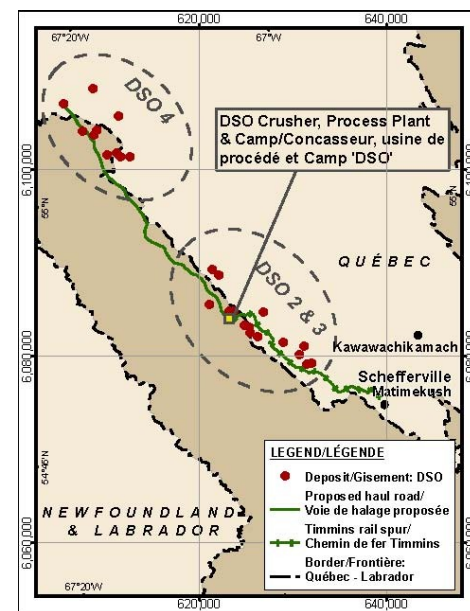 620,000
640,000
67°20'
67°W
DSO 4
DSO Crusher, Process Plant
& Camp/Concasseur, usine de
procédé et Camp 'DSO'
6,100,000
55°N
6,100,000
55°N
QUÉBEC
DSO 2 & 3
Kawawachikamach
6,080,000
6,080,000
Schefferville
Matimekush
54°45'N
NEWFOUNDLAND
& LABRADOR
6,060,000
6,060,000
LEGEND/LÉGENDE
Deposit/Gisement: DSO
Proposed haul road/
Voie de halage proposée
Timmins rail spur/
Chemin de fer Timmins
Border/Frontière:
Québec - Labrador
67°20'
67°W
620,000
640,000